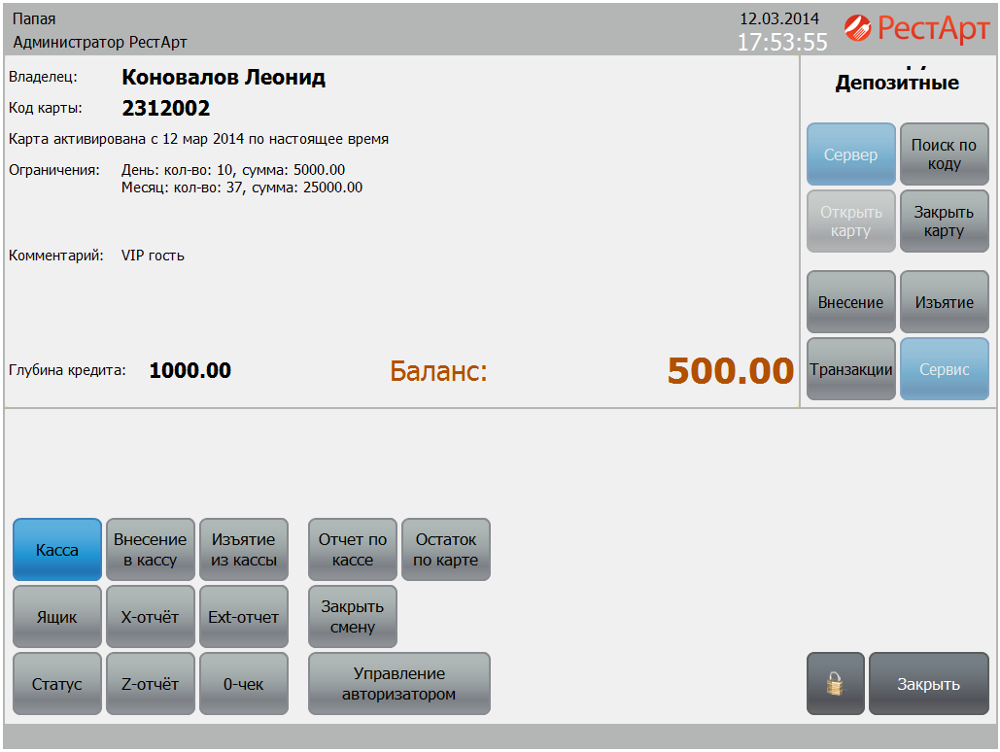 Папая
Администратор РестАрт
12.03.2014
17:53:55
РестАрт
Владелец: Коновалов Леонид
Код карты: 2312002
Карта активирована с 12 мар 2014 по настоящее время
Ограничения: День: кол-во: 10, сумма: 5000.00
Месяц: кол-во: 37, сумма: 25000.00
Комментарий: VIP гость
Глубина кредита: 1000.00 Баланс: 500.00
Депозитные
Сервер
Поиск по
коду
Открыть
карту
Закрыть
карту
Внесение
Изъятие
Транзакции
Сервис
Касса
Внесение
в кассу
Изъятие
из кассы
Отчет по
кассе
Остаток
по карте
Ящик
X-отчёт
Ext-отчет
Закрыть
смену
Статус
Z-отчёт
0-чек
Управление
авторизатором
Закрыть